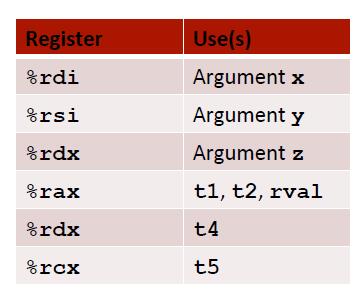 Register Use(s)
%rdi Argument x
%rsi Argument y
%rdx Argument z
%rax t1, t2, rval
%rdx t4
%rcx t5